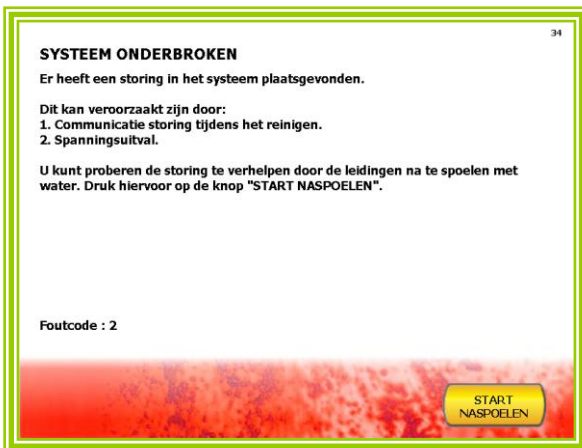 34
SYSTEEM ONDERBROKEN
Er heeft een storing in het systeem plaatsgevonden.
Dit kan veroorzaakt zijn door:
1. Communicatie storing tijdens het reinigen.
2. Spanningsuitval.
U kunt proberen de storing te verhelpen door de leidingen na te spoelen met
water. Druk hiervoor op de knop "START NASPOELEN".
Foutcode : 2
START
NASPOELEN